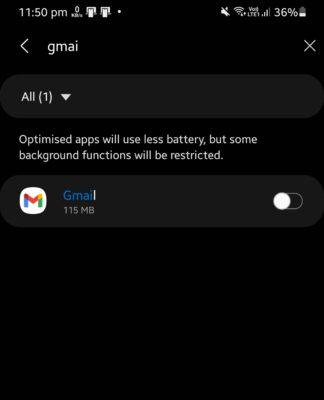 11:50 pm 0 KB/s Vo) LTE1 36%
gmai
All (1)
Optimised apps will use less battery, but some
background functions will be restricted.
Gmail
115 MB